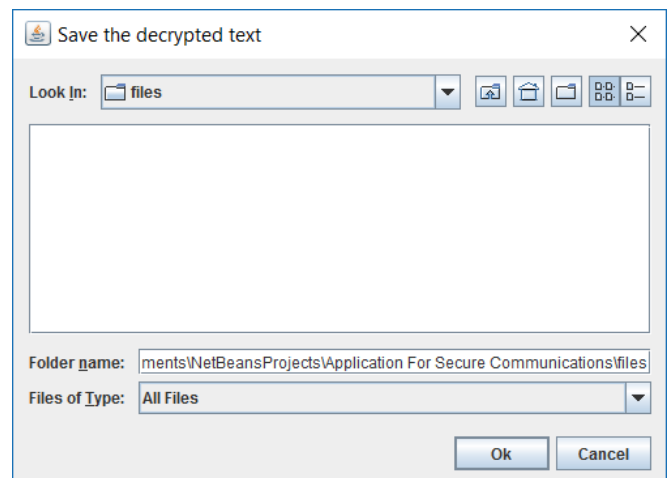 Save the decrypted text
Look In: files
Folder name: ments\NetBeansProjects\Application For Secure Communications\files
Files of Type: All Files
Ok Cancel